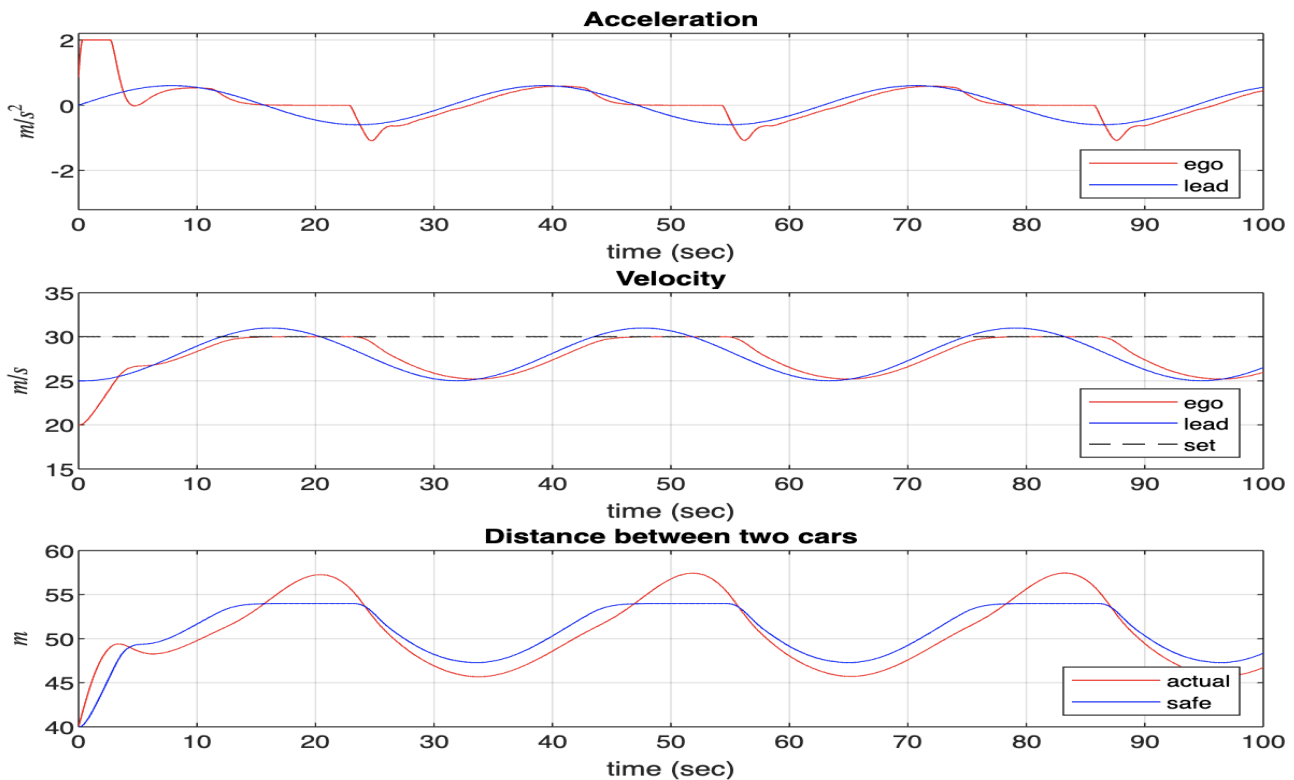 Acceleration
2
0
-2
m/s²
0 10 20 30 40 50 60 70 80 90 100
time (sec)
ego
lead
Velocity
35
30
25
20
15
m/s
0 10 20 30 40 50 60 70 80 90 100
time (sec)
ego
lead
set
Distance between two cars
60
55
50
45
40
m
0 10 20 30 40 50 60 70 80 90 100
time (sec)
actual
safe